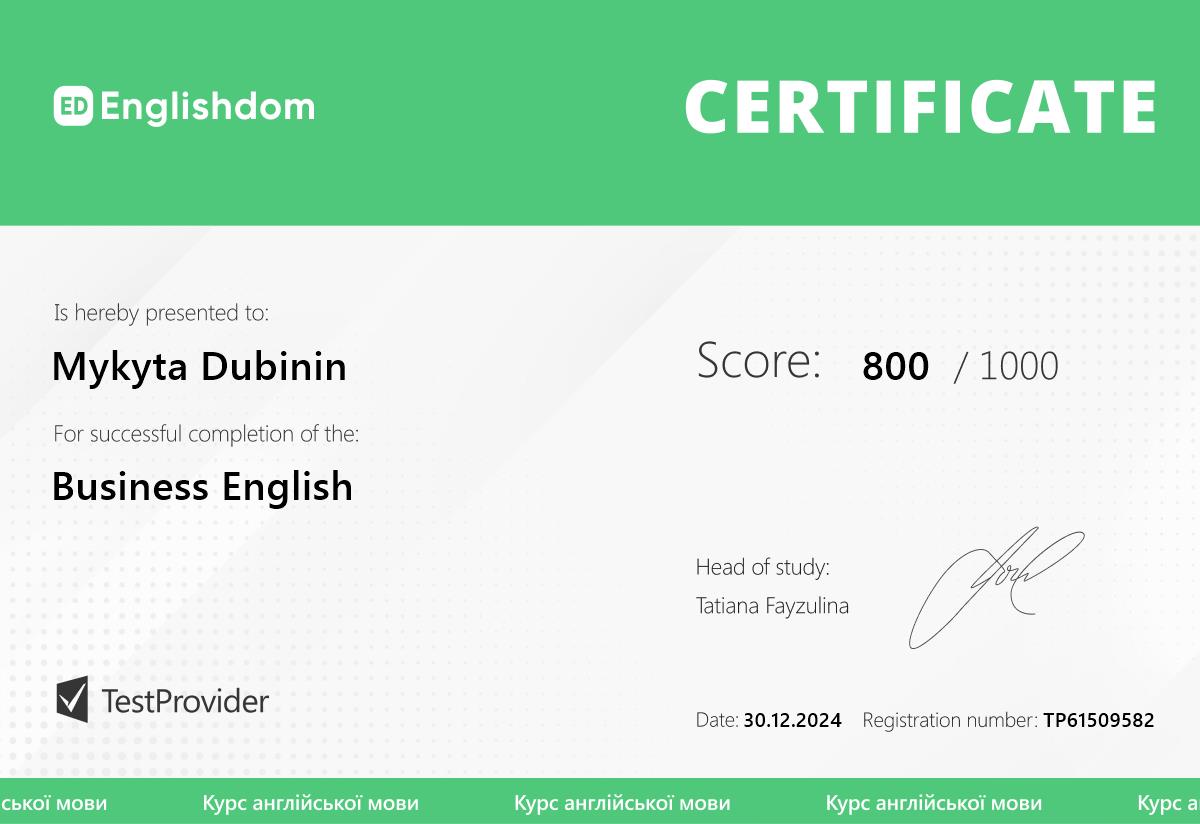 ED Englishdom
CERTIFICATE
Is hereby presented to:
Mykyta Dubinin
For successful completion of the:
Business English
Score: 800 / 1000
Head of study:
Tatiana Fayzulina
TestProvider
Date: 30.12.2024 Registration number: TP61509582
ської мови Курс англійської мови Курс англійської мови Курс англійської мови Курс а